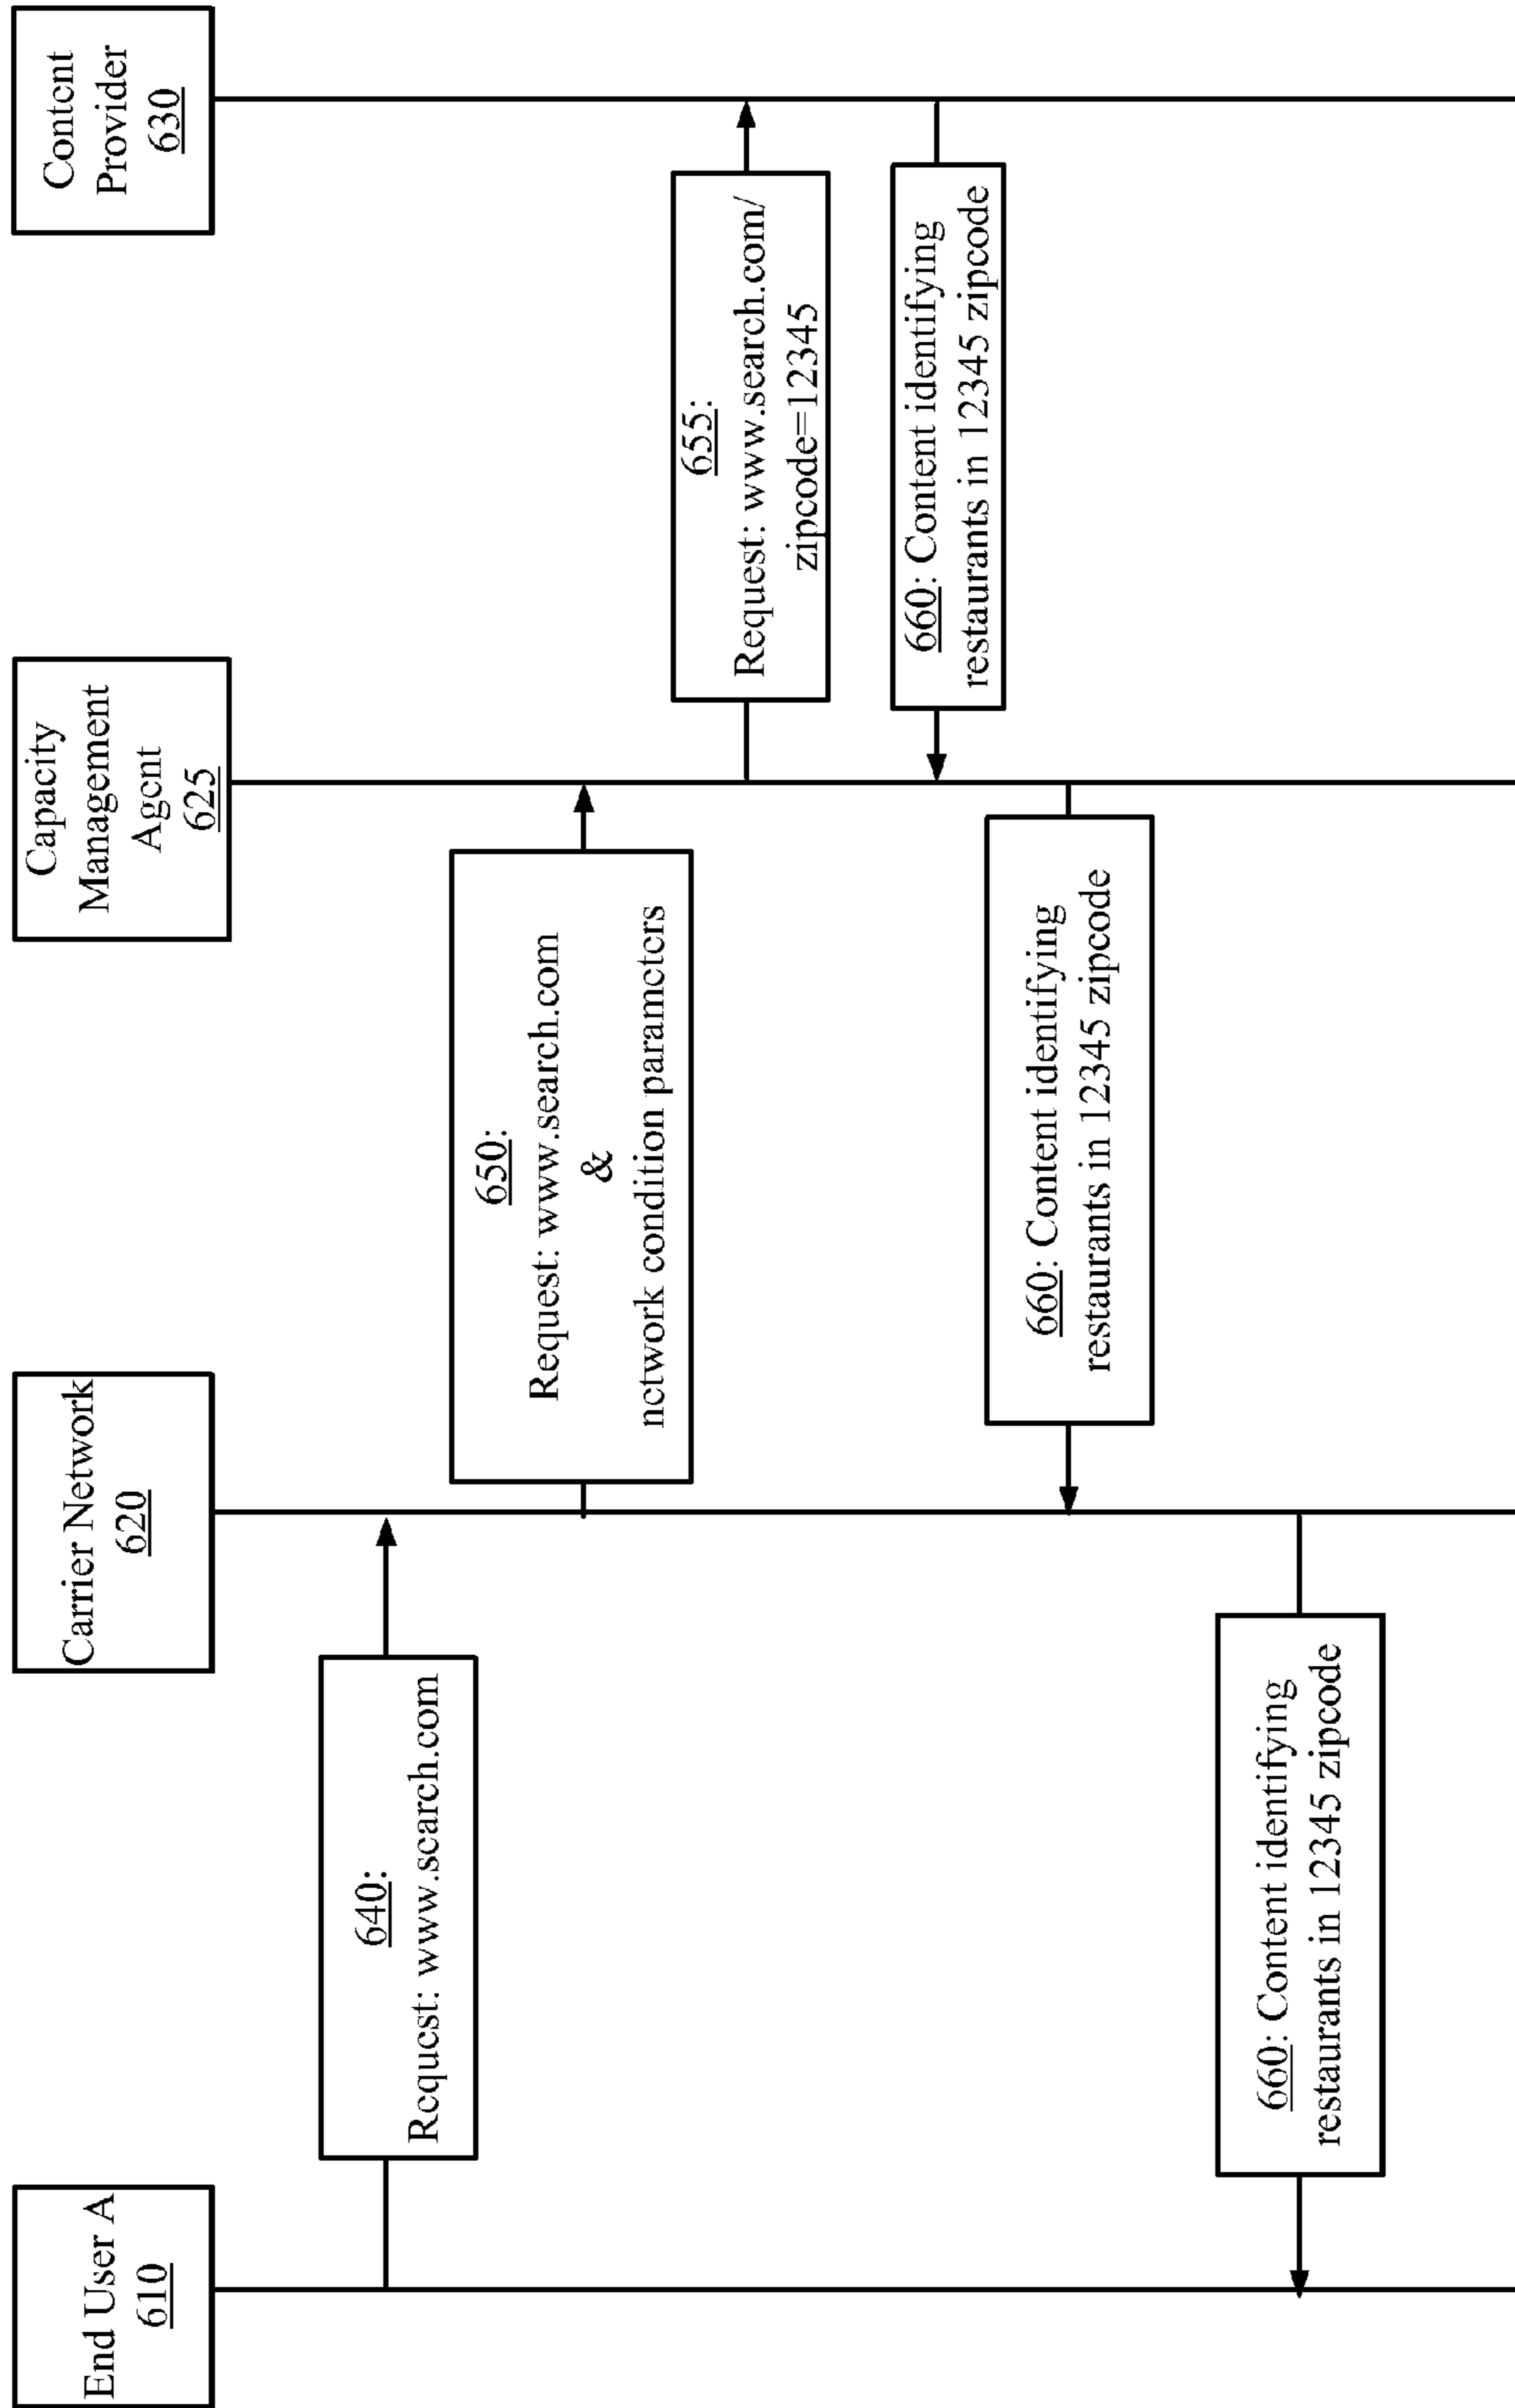 End User A
610
Carrier Network
620
Capacity
Management
Agent
625
Content
Provider
630
640:
Request: www.search.com
650:
Request: www.search.com
&
network condition parameters
655:
Request: www.search.com/
zipcode=12345
660: Content identifying
restaurants in 12345 zipcode
660: Content identifying
restaurants in 12345 zipcode
660: Content identifying
restaurants in 12345 zipcode